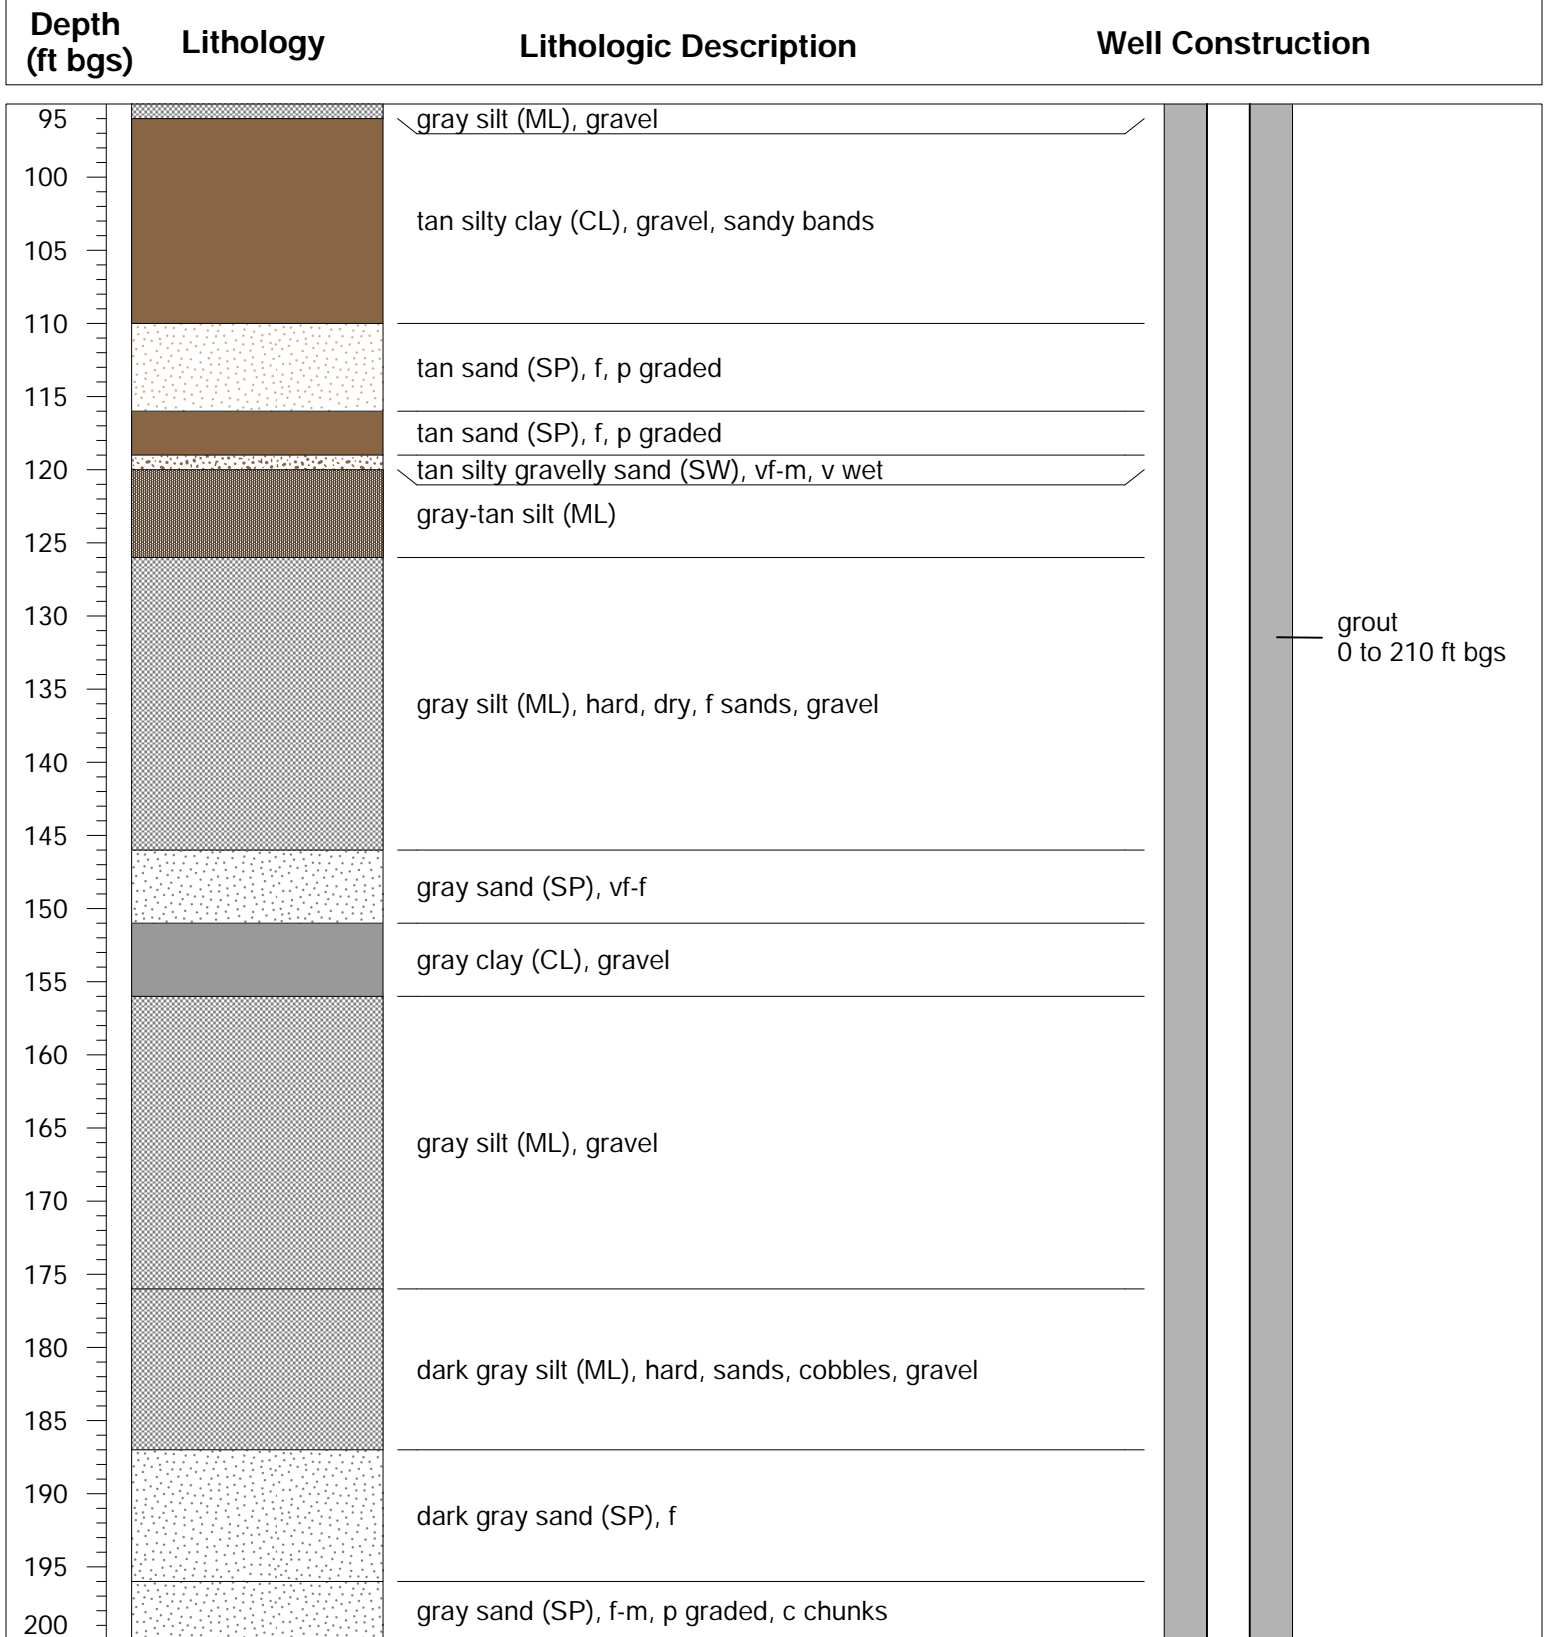 Depth
(ft bgs)
Lithology
Lithologic Description
Well Construction
95
gray silt (ML), gravel
100
tan silty clay (CL), gravel, sandy bands
105
110
tan sand (SP), f, p graded
115
tan sand (SP), f, p graded
120
tan silty gravelly sand (SW), vf-m, v wet
gray-tan silt (ML)
125
130
grout
0 to 210 ft bgs
135
gray silt (ML), hard, dry, f sands, gravel
140
145
gray sand (SP), vf-f
150
gray clay (CL), gravel
155
160
165
gray silt (ML), gravel
170
175
180
dark gray silt (ML), hard, sands, cobbles, gravel
185
190
dark gray sand (SP), f
195
gray sand (SP), f-m, p graded, c chunks
200